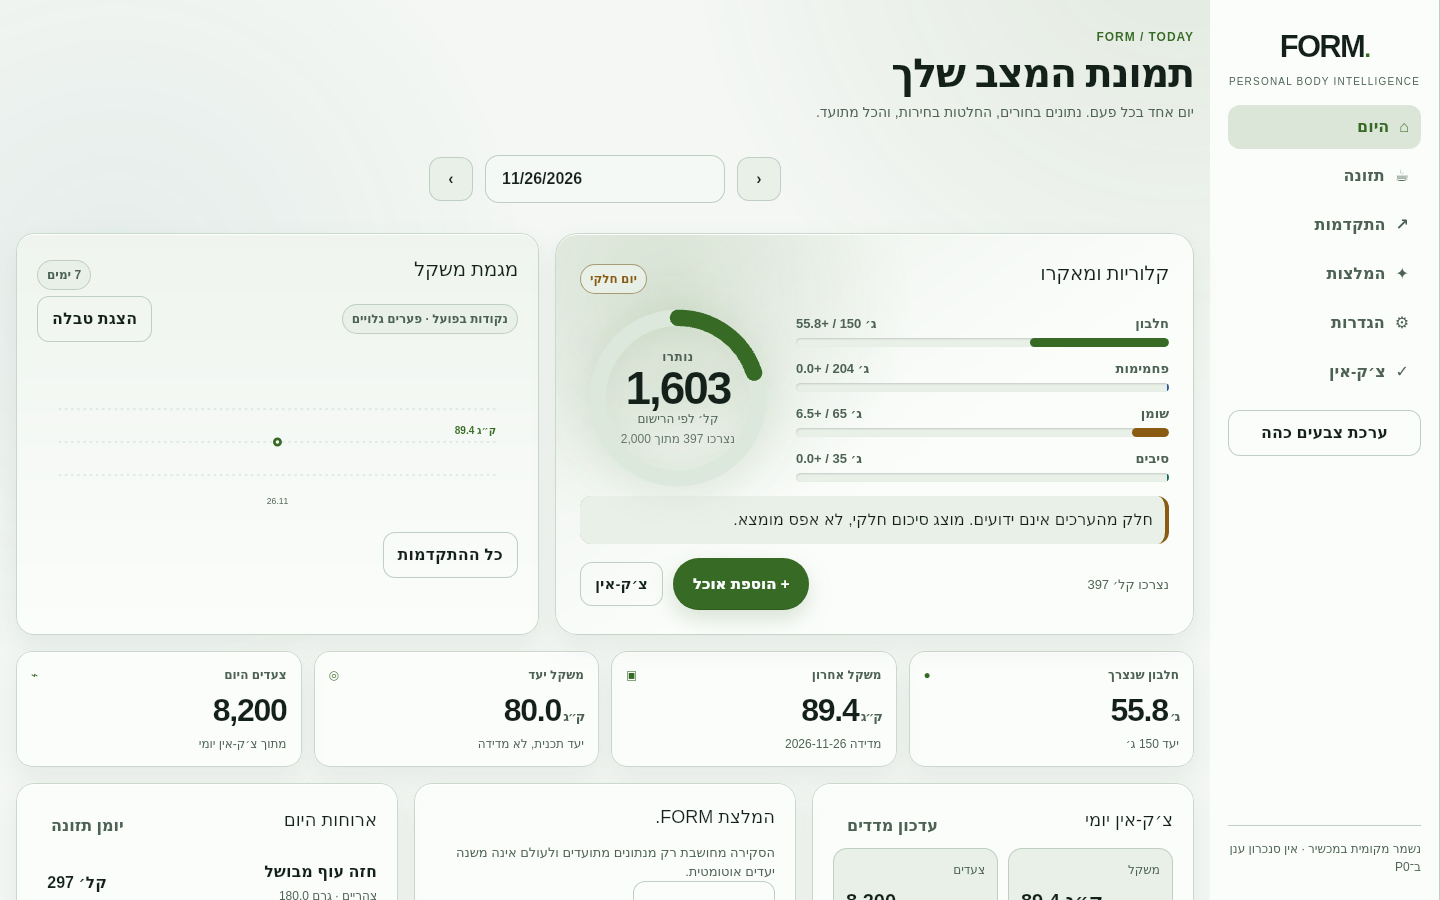 FORM.
PERSONAL BODY INTELLIGENCE
היום
תזונה
התקדמות
המלצות
הגדרות
צ׳ק-אין
ערכת צבעים כהה
נשמר מקומית במכשיר · אין סנכרון ענן
ב־P0
FORM / TODAY
תמונת המצב שלך
יום אחד בכל פעם. נתונים בחורים, החלטות בחירות, והכל מתועד.
11/26/2026
קלוריות ומאקרו
יום חלקי
חלבון
55.8+ / 150 ג׳
פחמימות
0.0+ / 204 ג׳
שומן
6.5+ / 65 ג׳
סיבים
0.0+ / 35 ג׳
נותרו
1,603
קל׳ לפי הרישום
נצרכו 397 מתוך 2,000
חלק מהערכים אינם ידועים. מוצג סיכום חלקי, לא אפס מומצא.
נצרכו קל׳ 397
+ הוספת אוכל
צ׳ק-אין
מגמת משקל
7 ימים
נקודות בפועל · פערים גלויים
הצגת טבלה
89.4 ק״ג
26.11
כל ההתקדמות
חלבון שנצרך
55.8 ג׳
יעד 150 ג׳
משקל אחרון
89.4 ק״ג
מדידה 2026-11-26
משקל יעד
80.0 ק״ג
יעד תכנית, לא מדידה
צעדים היום
8,200
מתוך צ׳ק-אין יומי
צ׳ק-אין יומי
עדכון מדדים
משקל
89.4 ק״ג
צעדים
8,200
המלצת FORM.
הסקירה מחושבת רק מנתונים מתועדים ולעולם אינה משנה
יעדים אוטומטית.
ארוחות היום
יומן תזונה
חזה עוף מבושל
צהריים · גרם 180.0
297 קל׳